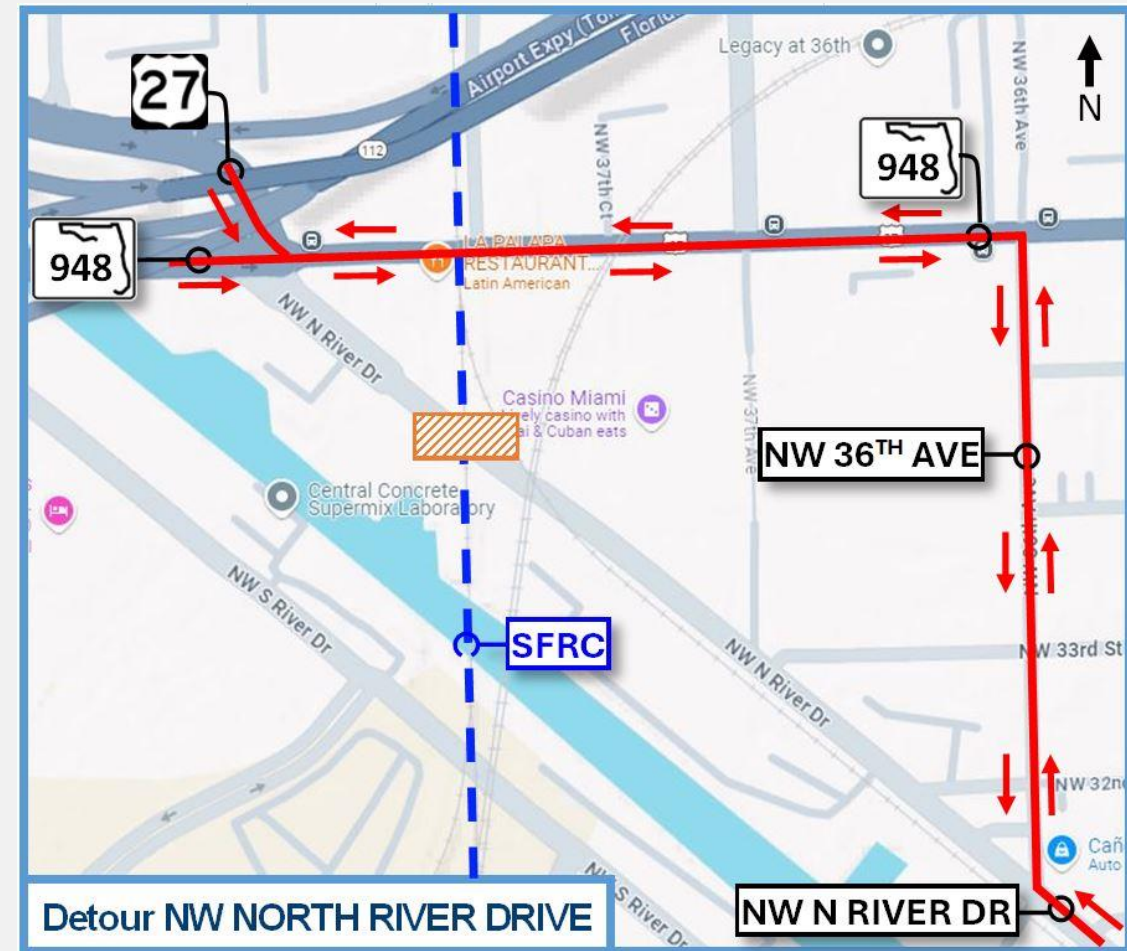 Airport Expy (Tol
Florid
Legacy at 36th
N
27
112
NW 36th Ave
NW 37th Ct
948
948
LA PALAPA
RESTAURANT...
Latin American
NW N River Dr
Casino Miami
ely casino with
ai & Cuban eats
NW 37th Ave
NW 36TH AVE
Central Concrete
Supermix Laboratory
NW S River Dr
SFRC
NW 33rd St
NW N River Dr
NW 32n
Cañ
Auto
NW S River Dr
NW N RIVER DR
Detour NW NORTH RIVER DRIVE